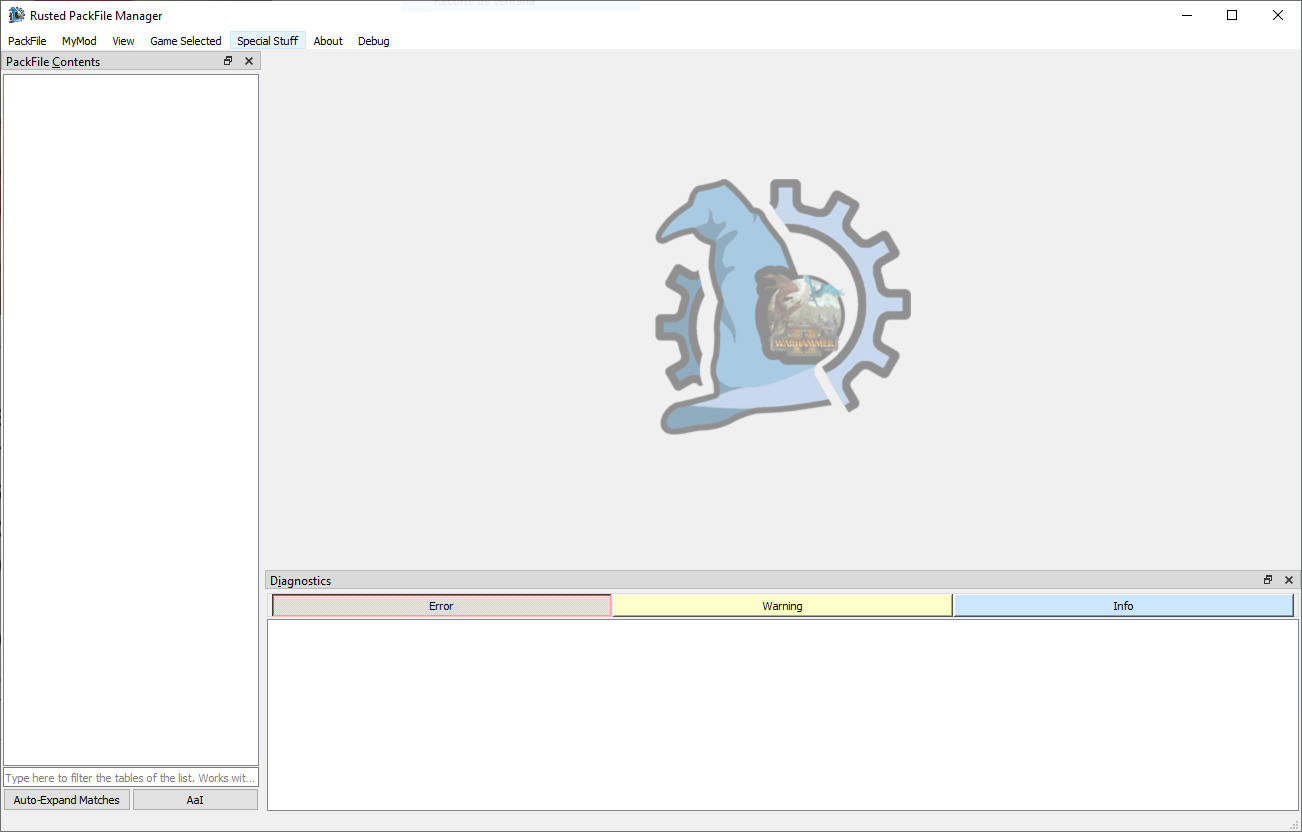 Rusted PackFile Manager
PackFile MyMod View Game Selected Special Stuff About Debug
PackFile Contents
WARHAMMER
II
Diagnostics
Error Warning Info
Type here to filter the tables of the list. Works wit...
Auto-Expand Matches AaI